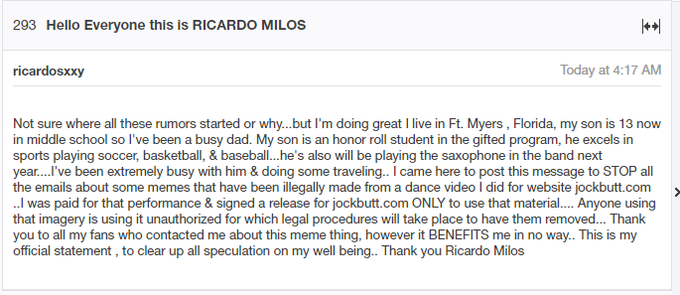 293 Hello Everyone this is RICARDO MILOS
ricardosxxy Today at 4:17 AM
Not sure where all these rumors started or why...but I'm doing great I live in Ft. Myers , Florida, my son is 13 now
in middle school so I've been a busy dad. My son is an honor roll student in the gifted program, he excels in
sports playing soccer, basketball, & baseball...he's also will be playing the saxophone in the band next
year....I've been extremely busy with him & doing some traveling.. I came here to post this message to STOP all
the emails about some memes that have been illegally made from a dance video I did for website jockbutt.com
..I was paid for that performance & signed a release for jockbutt.com ONLY to use that material.... Anyone using
that imagery is using it unauthorized for which legal procedures will take place to have them removed... Thank
you to all my fans who contacted me about this meme thing, however it BENEFITS me in no way.. This is my
official statement , to clear up all speculation on my well being.. Thank you Ricardo Milos